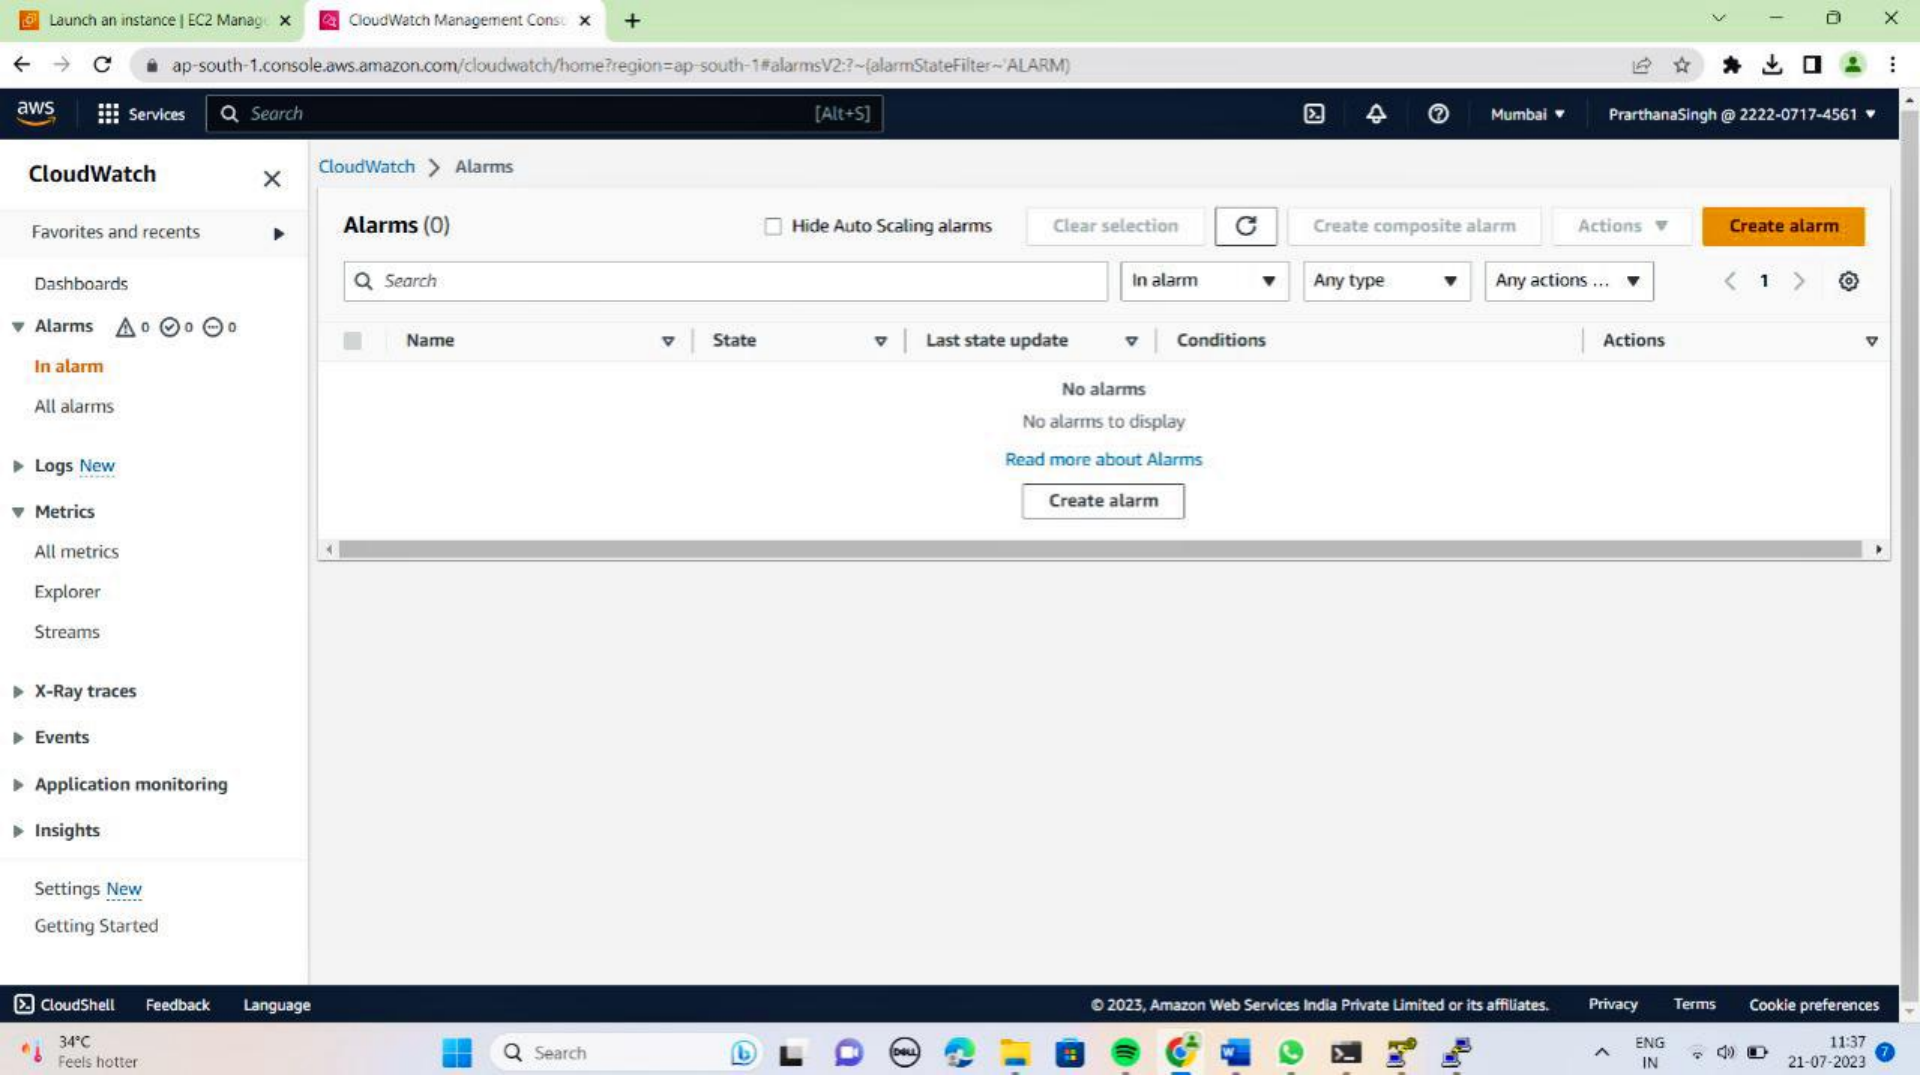 Launch an instance | EC2 Manage
CloudWatch Management Cons
ap-south-1.console.aws.amazon.com/cloudwatch/home?region=ap-south-1#alarmsV2:?~(alarmStateFilter~'ALARM)
aws
Services
Search
[Alt+S]
Mumbai
PrarthanaSingh @ 2222-0717-4561
CloudWatch
Favorites and recents
Dashboards
Alarms 0 0 0
In alarm
All alarms
Logs New
Metrics
All metrics
Explorer
Streams
X-Ray traces
Events
Application monitoring
Insights
Settings New
Getting Started
CloudWatch > Alarms
Alarms (0)
Hide Auto Scaling alarms
Clear selection
Create composite alarm
Actions
Create alarm
Search
In alarm
Any type
Any actions ...
1
Name
State
Last state update
Conditions
Actions
No alarms
No alarms to display
Read more about Alarms
Create alarm
CloudShell
Feedback
Language
© 2023, Amazon Web Services India Private Limited or its affiliates.
Privacy
Terms
Cookie preferences
34°C
Feels hotter
Search
DELL
ENG
IN
11:37
21-07-2023
7